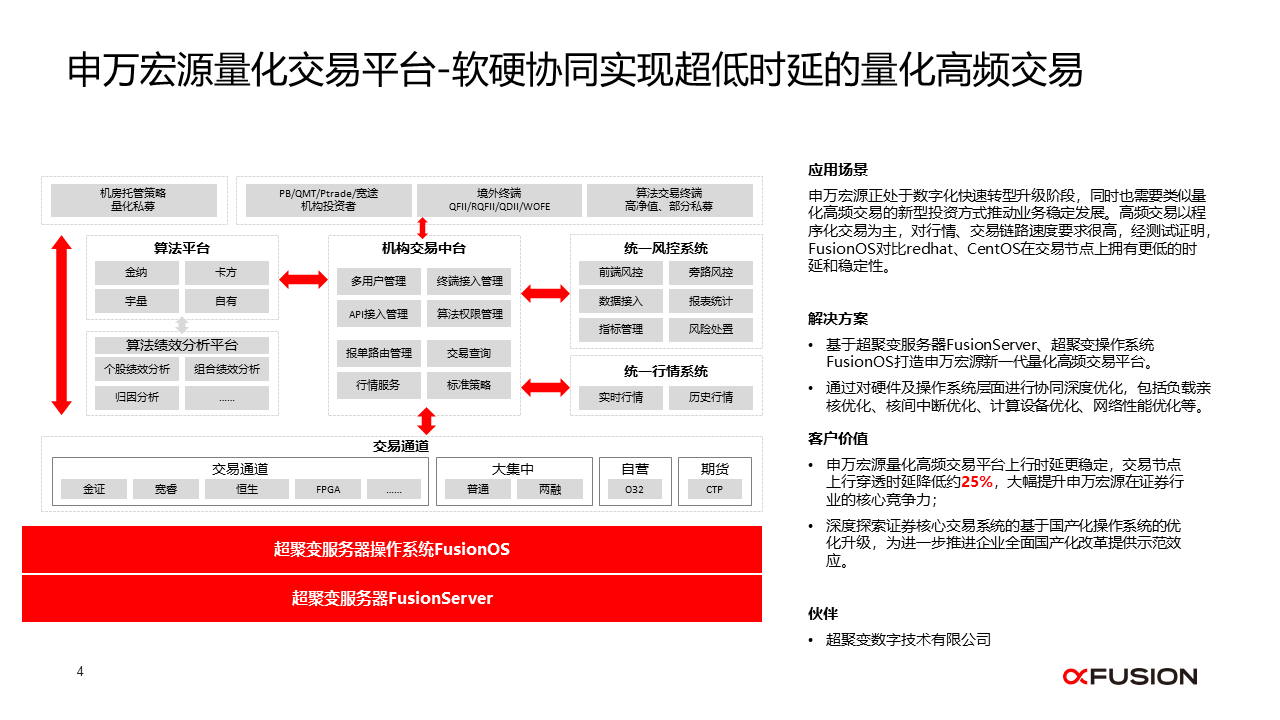 申万宏源量化交易平台-软硬协同实现超低时延的量化高频交易
机房托管策略
量化私募
PB/QMT/Ptrade/宽途
机构投资者
境外终端
QFII/RQFII/QDII/WOFE
算法交易终端
高净值、部分私募
算法平台
金纳
卡方
宇量
自有
算法绩效分析平台
个股绩效分析
组合绩效分析
归因分析
......
机构交易中台
多用户管理
终端接入管理
API接入管理
算法权限管理
报单路由管理
交易查询
行情服务
标准策略
统一风控系统
前端风控
旁路风控
数据接入
报表统计
指标管理
风险处置
统一行情系统
实时行情
历史行情
交易通道
交易通道
金证
宽睿
恒生
FPGA
......
大集中
普通
两融
自营
O32
期货
CTP
超聚变服务器操作系统FusionOS
超聚变服务器FusionServer
应用场景
申万宏源正处于数字化快速转型升级阶段，同时也需要类似量
化高频交易的新型投资方式推动业务稳定发展。高频交易以程
序化交易为主，对行情、交易链路速度要求很高，经测试证明，
FusionOS对比redhat、CentOS在交易节点上拥有更低的时
延和稳定性。
解决方案
• 基于超聚变服务器FusionServer、超聚变操作系统
FusionOS打造申万宏源新一代量化高频交易平台。
• 通过对硬件及操作系统层面进行协同深度优化，包括负载亲
核优化、核间中断优化、计算设备优化、网络性能优化等。
客户价值
• 申万宏源量化高频交易平台上行时延更稳定，交易节点
上行穿透时延降低约25%，大幅提升申万宏源在证券行
业的核心竞争力；
• 深度探索证券核心交易系统的基于国产化操作系统的优
化升级，为进一步推进企业全面国产化改革提供示范效
应。
伙伴
• 超聚变数字技术有限公司
4
XFUSION